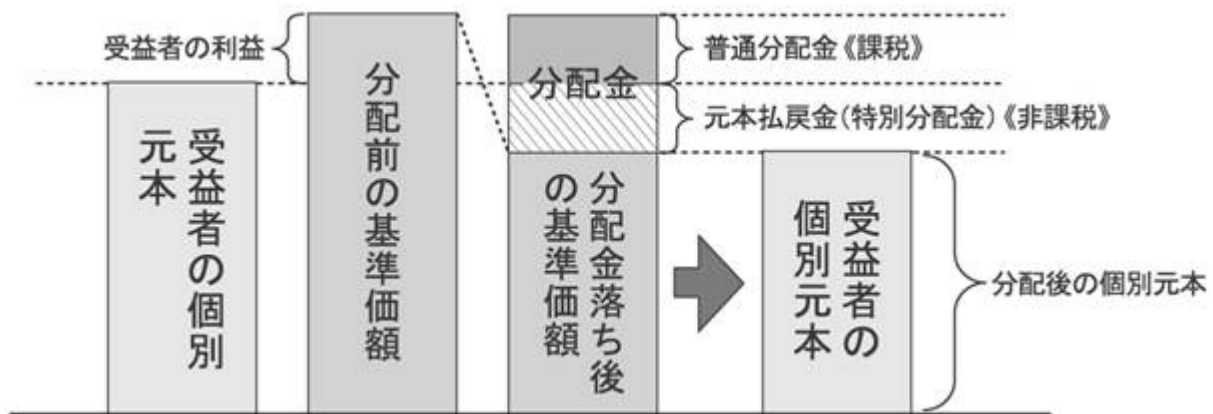 受益者の利益
受益者の個別
元本
分配前の基準価額
分配金
分配金落ち後
の基準価額
普通分配金《課税》
元本払戻金(特別分配金)《非課税》
受益者の
個別元本
分配後の個別元本